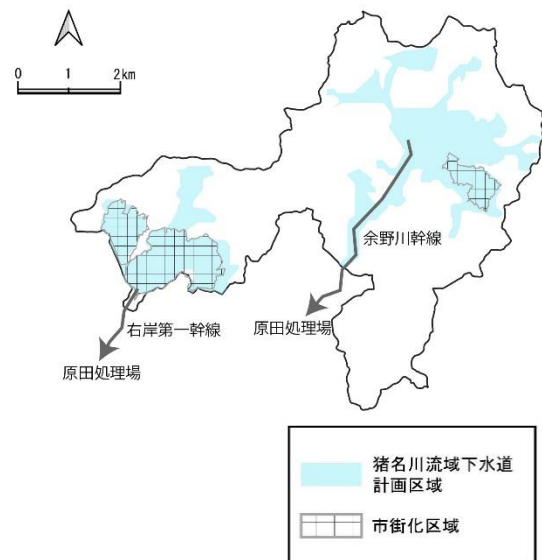 0 1 2km
余野川幹線
原田処理場
右岸第一幹線
原田処理場
猪名川流域下水道
計画区域
市街化区域